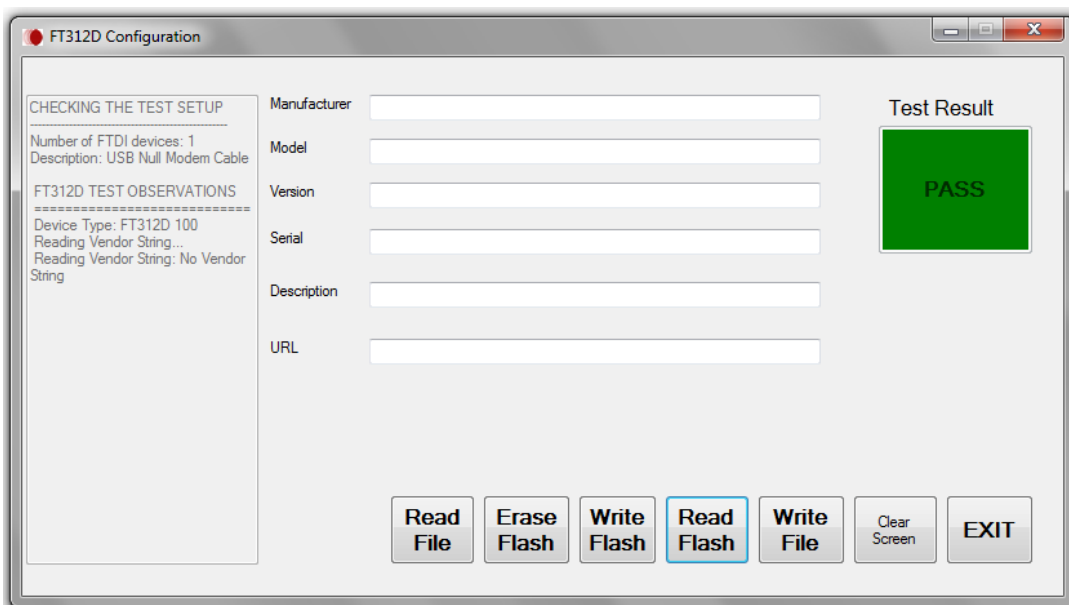 FT312D Configuration
CHECKING THE TEST SETUP
----------------------------------------------------
Number of FTDI devices: 1
Description: USB Null Modem Cable
FT312D TEST OBSERVATIONS
============================
Device Type: FT312D 100
Reading Vendor String...
Reading Vendor String: No Vendor
String
Manufacturer
Model
Version
Serial
Description
URL
Test Result
PASS
Read
File
Erase
Flash
Write
Flash
Read
Flash
Write
File
Clear
Screen
EXIT